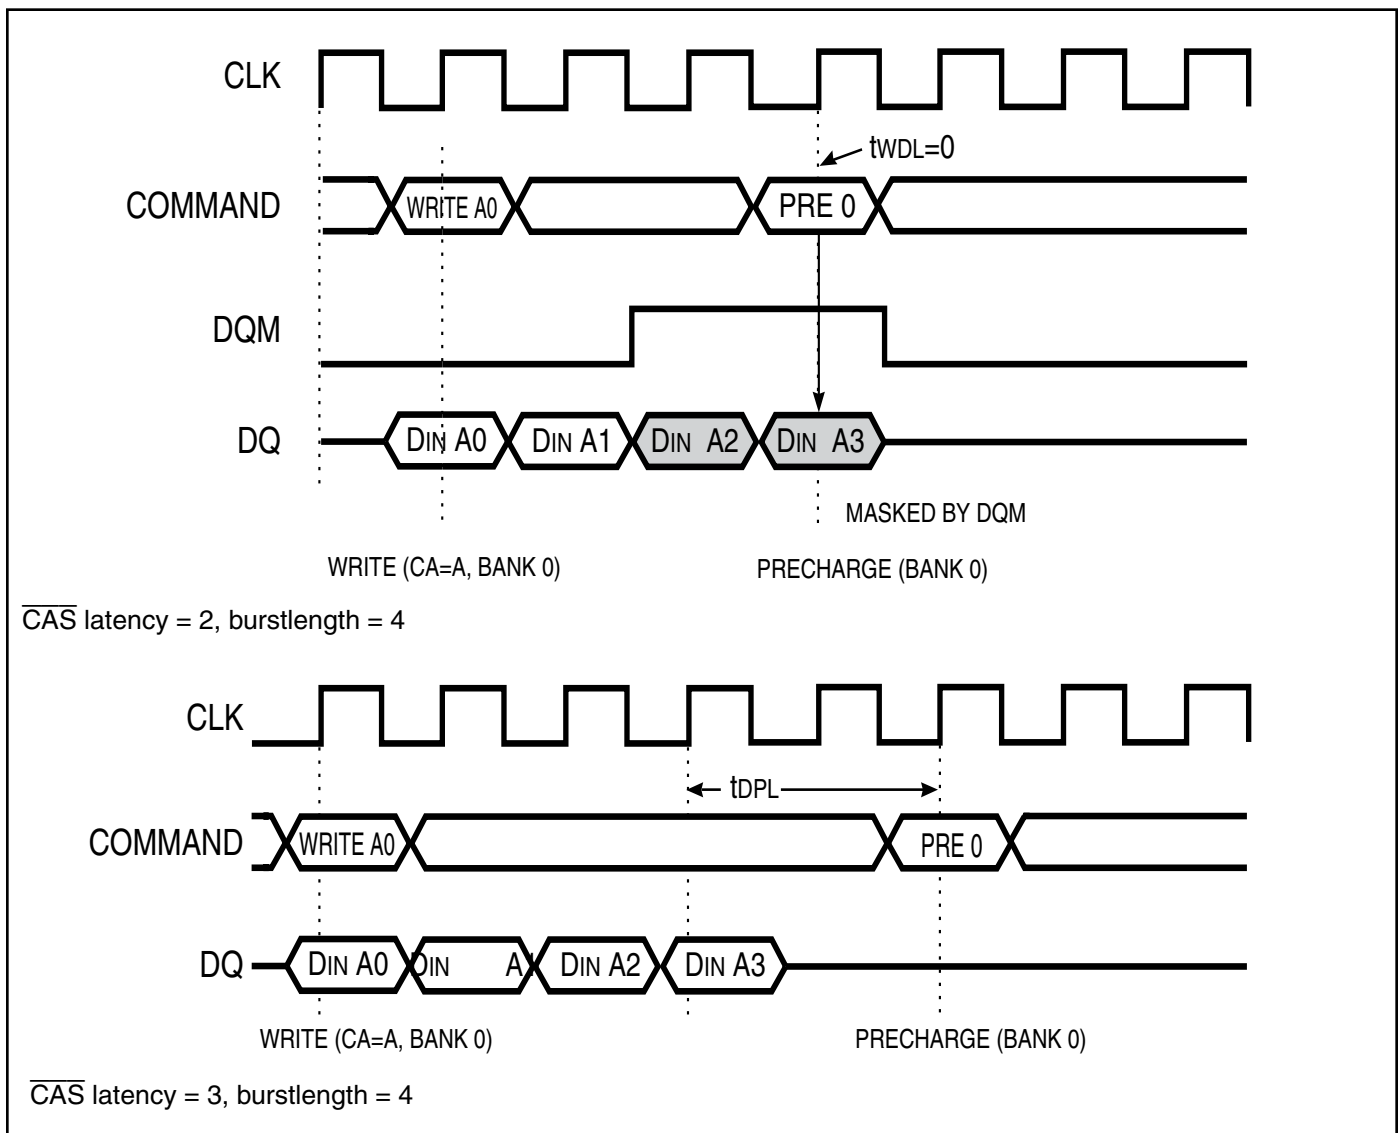 CLK
tWDL=0
COMMAND WRITE A0 PRE 0
DQM
DQ DIN A0 DIN A1 DIN A2 DIN A3
MASKED BY DQM
WRITE (CA=A, BANK 0) PRECHARGE (BANK 0)
CAS latency = 2, burstlength = 4
CLK
tDPL
COMMAND WRITE A0 PRE 0
DQ DIN A0 DIN A1 DIN A2 DIN A3
WRITE (CA=A, BANK 0) PRECHARGE (BANK 0)
CAS latency = 3, burstlength = 4